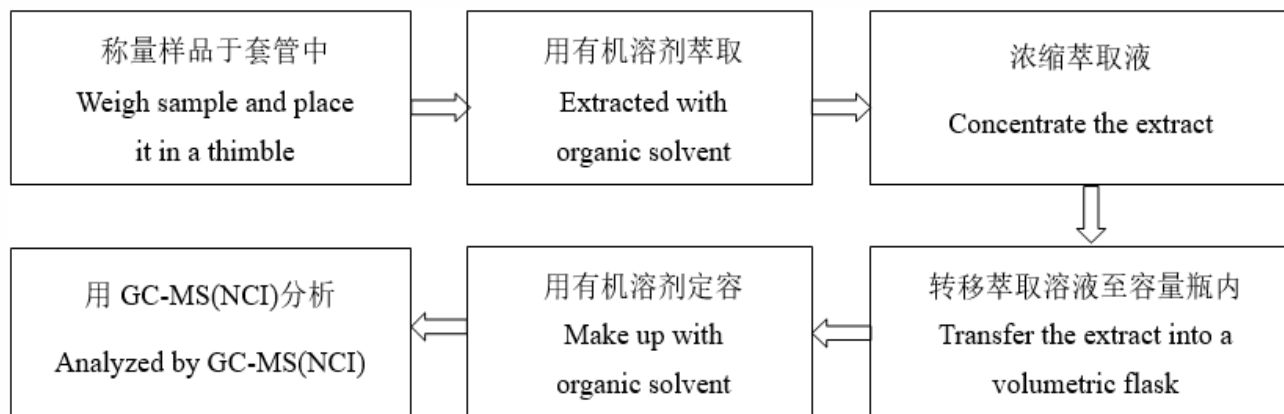 称量样品于套管中
Weigh sample and place
it in a thimble
用有机溶剂萃取
Extracted with
organic solvent
浓缩萃取液
Concentrate the extract
转移萃取溶液至容量瓶内
Transfer the extract into a
volumetric flask
用有机溶剂定容
Make up with
organic solvent
用 GC-MS(NCI)分析
Analyzed by GC-MS(NCI)